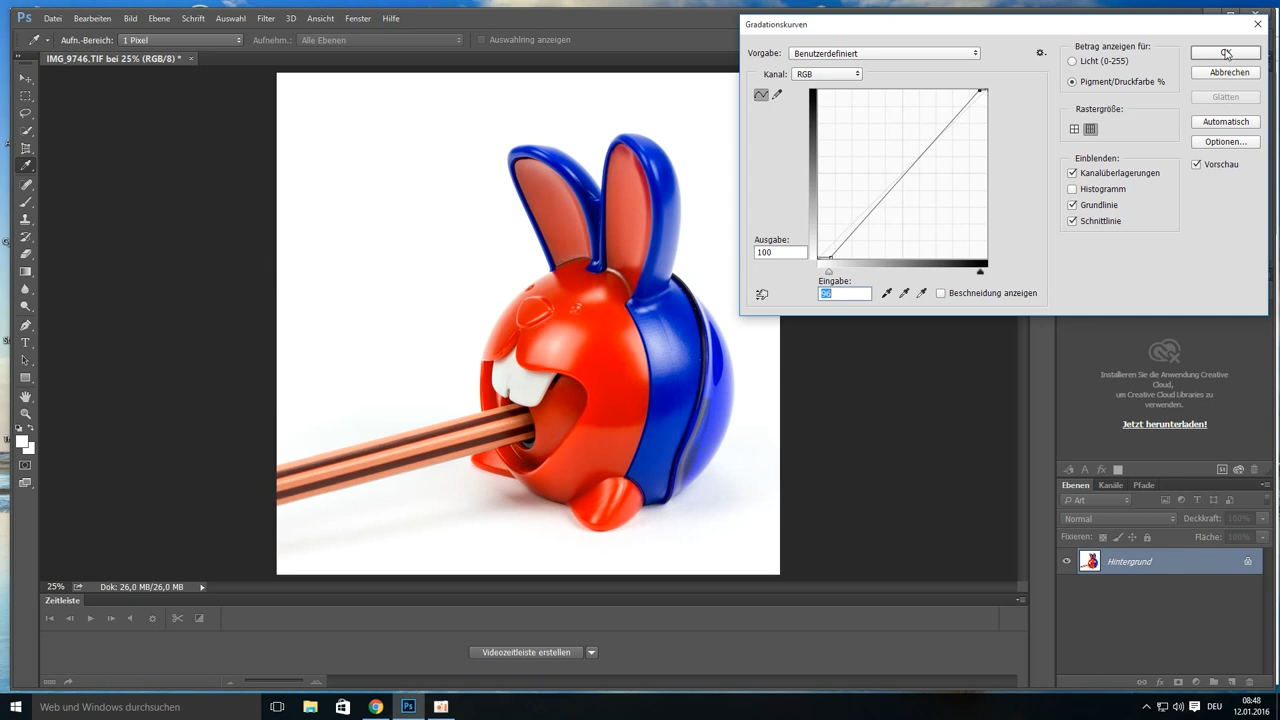 Ps Datei Bearbeiten Bild Ebene Schrift Auswahl Filter 3D Ansicht Fenster Hilfe
Aufn.-Bereich: 1 Pixel Aufnehm.: Alle Ebenen Auswahlring anzeigen
IMG_9746.TIF bei 25% (RGB/8) * ×
Gradationskurven
Vorgabe: Benutzerdefiniert
Kanal: RGB
Ausgabe:
100
Eingabe:
96
Beschneidung anzeigen
Betrag anzeigen für:
Licht (0-255)
Pigment/Druckfarbe %
Rastergröße:
Einblenden:
Kanalüberlagerungen
Histogramm
Grundlinie
Schnittlinie
OK
Abbrechen
Glätten
Automatisch
Optionen...
Vorschau
Installieren Sie die Anwendung Creative
Cloud,
um Creative Cloud Libraries zu
verwenden.
Jetzt herunterladen!
Ebenen Kanäle Pfade
Art
Normal Deckkraft: 100%
Fixieren: Fläche: 100%
Hintergrund
25% Dok: 26,0 MB/26,0 MB
Zeitleiste
Videozeitleiste erstellen
Web und Windows durchsuchen
DEU
08:48
12.01.2016